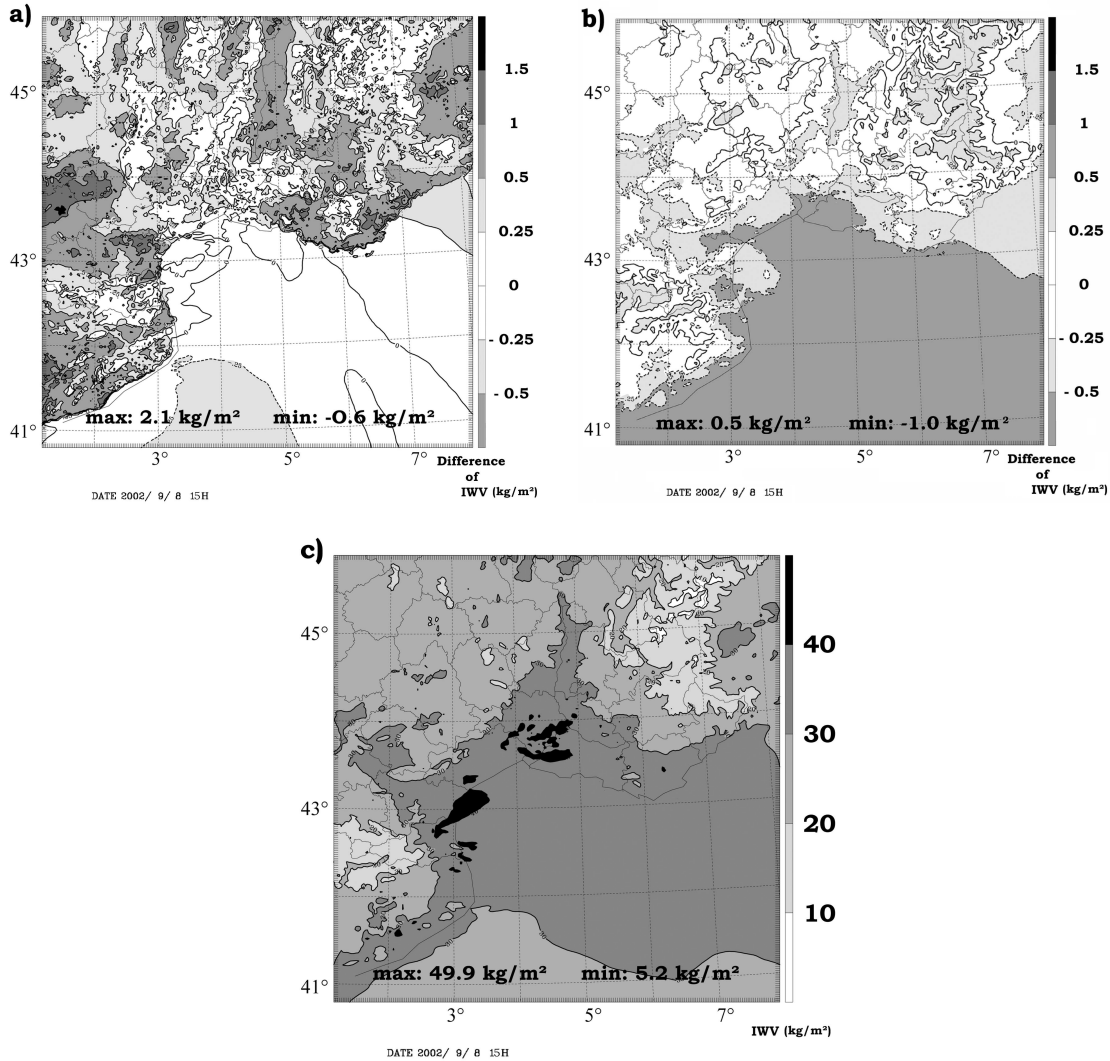 a)
45°
43°
41°
3°
5°
7°
max: 2.1 kg/m²
min: -0.6 kg/m²
1.5
1
0.5
0.25
0
- 0.25
- 0.5
Difference
of
IWV (kg/m²)
DATE 2002/ 9/ 8 15H
b)
45°
43°
41°
3°
5°
7°
max: 0.5 kg/m²
min: -1.0 kg/m²
1.5
1
0.5
0.25
0
- 0.25
- 0.5
Difference
of
IWV (kg/m²)
DATE 2002/ 9/ 8 15H
c)
45°
43°
41°
3°
5°
7°
max: 49.9 kg/m²
min: 5.2 kg/m²
40
30
20
10
IWV (kg/m²)
DATE 2002/ 9/ 8 15H